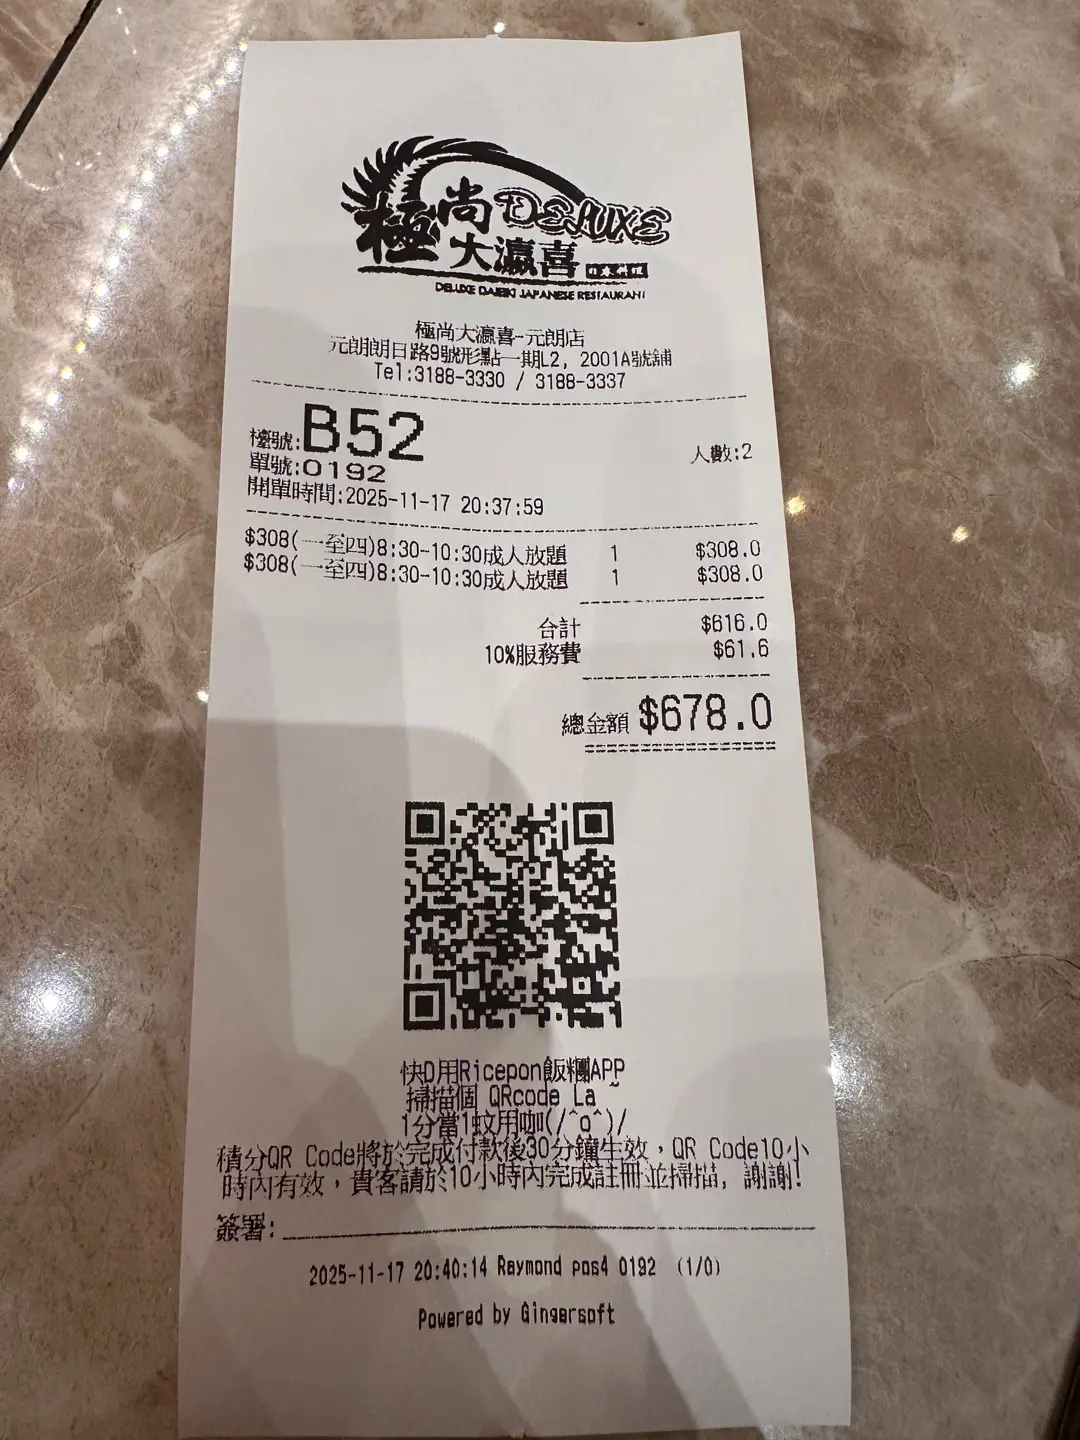 極尚 DELUXE
大瀛喜 日本料理
DELUXE DAIEIKI JAPANESE RESTAURANT
極尚大瀛喜-元朗店
元朗朗日路9號形點一期L2, 2001A號舖
Tel:3188-3330 / 3188-3337
檯號:B52 人數:2
單號:0192
開單時間:2025-11-17 20:37:59
$308(一至四)8:30-10:30成人放題 1 $308.0
$308(一至四)8:30-10:30成人放題 1 $308.0
合計 $616.0
10%服務費 $61.6
總金額 $678.0
快D用Ricepon飯糰APP
掃描個 QRcode La ~
1分當1蚊用咖(/^o^)/
積分QR Code將於完成付款後30分鐘生效，QR Code10小
時內有效，貴客請於10小時內完成註冊並掃描, 謝謝!
簽署:
2025-11-17 20:40:14 Raymond pos4 0192 (1/0)
Powered by Gingersoft